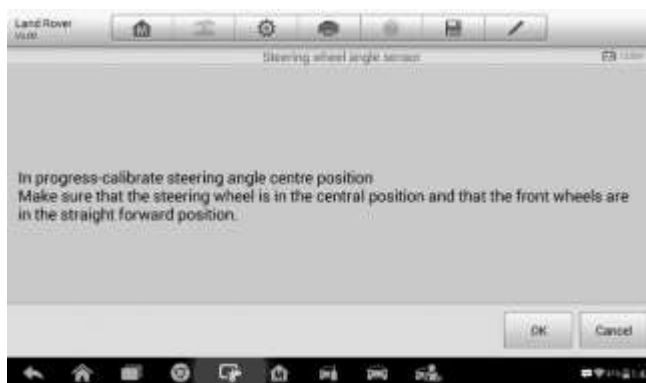 Land Rover
Steering wheel angle sensor
In progress-calibrate steering angle centre position
Make sure that the steering wheel is in the central position and that the front wheels are
in the straight forward position.
OK
Cancel